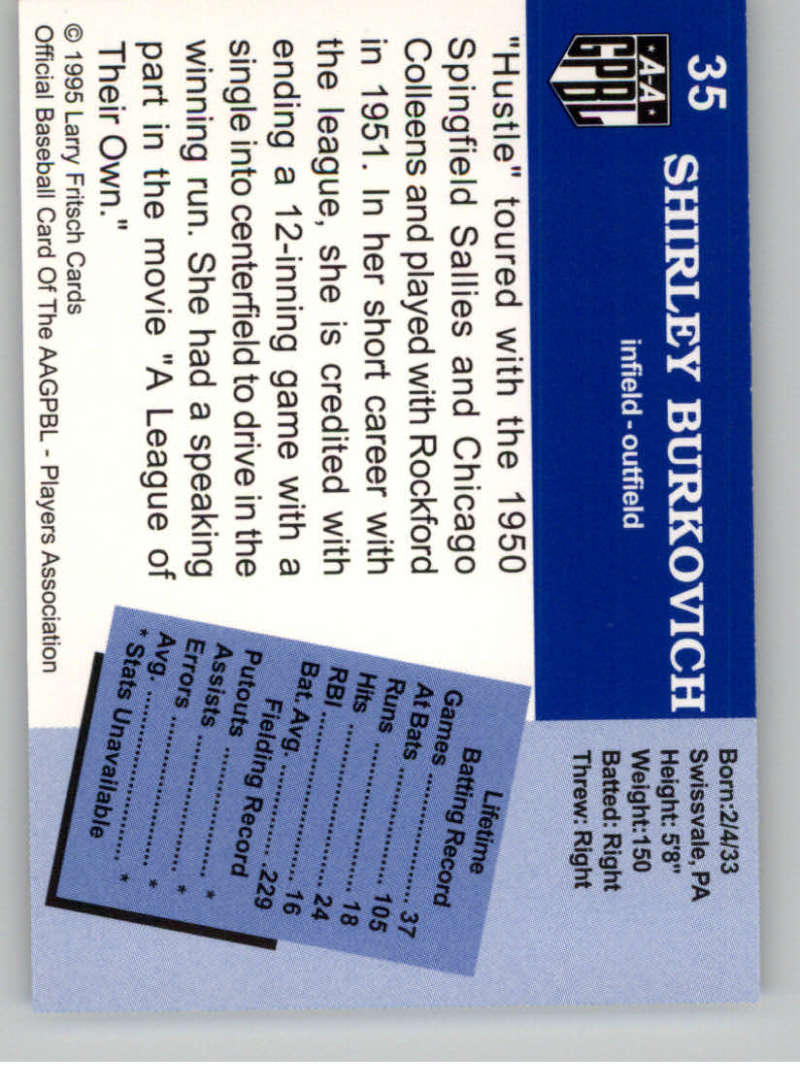 35 SHIRLEY BURKOVICH
infield - outfield
A-A
GPBL
Born:2/4/33
Swissvale, PA
Height: 5'8"
Weight:150
Batted: Right
Threw: Right
"Hustle" toured with the 1950
Spingfield Sallies and Chicago
Colleens and played with Rockford
in 1951. In her short career with
the league, she is credited with
ending a 12-inning game with a
single into centerfield to drive in the
winning run. She had a speaking
part in the movie "A League of
Their Own."
Lifetime
Batting Record
Games .................... 37
At Bats ................. 105
Runs ..................... 18
Hits ....................... 24
RBI ....................... 16
Bat. Avg. .............. .229
Fielding Record
Putouts .................. *
Assists ................... *
Errors .................... *
Avg. ...................... *
* Stats Unavailable
© 1995 Larry Fritsch Cards
Official Baseball Card Of The AAGPBL - Players Association